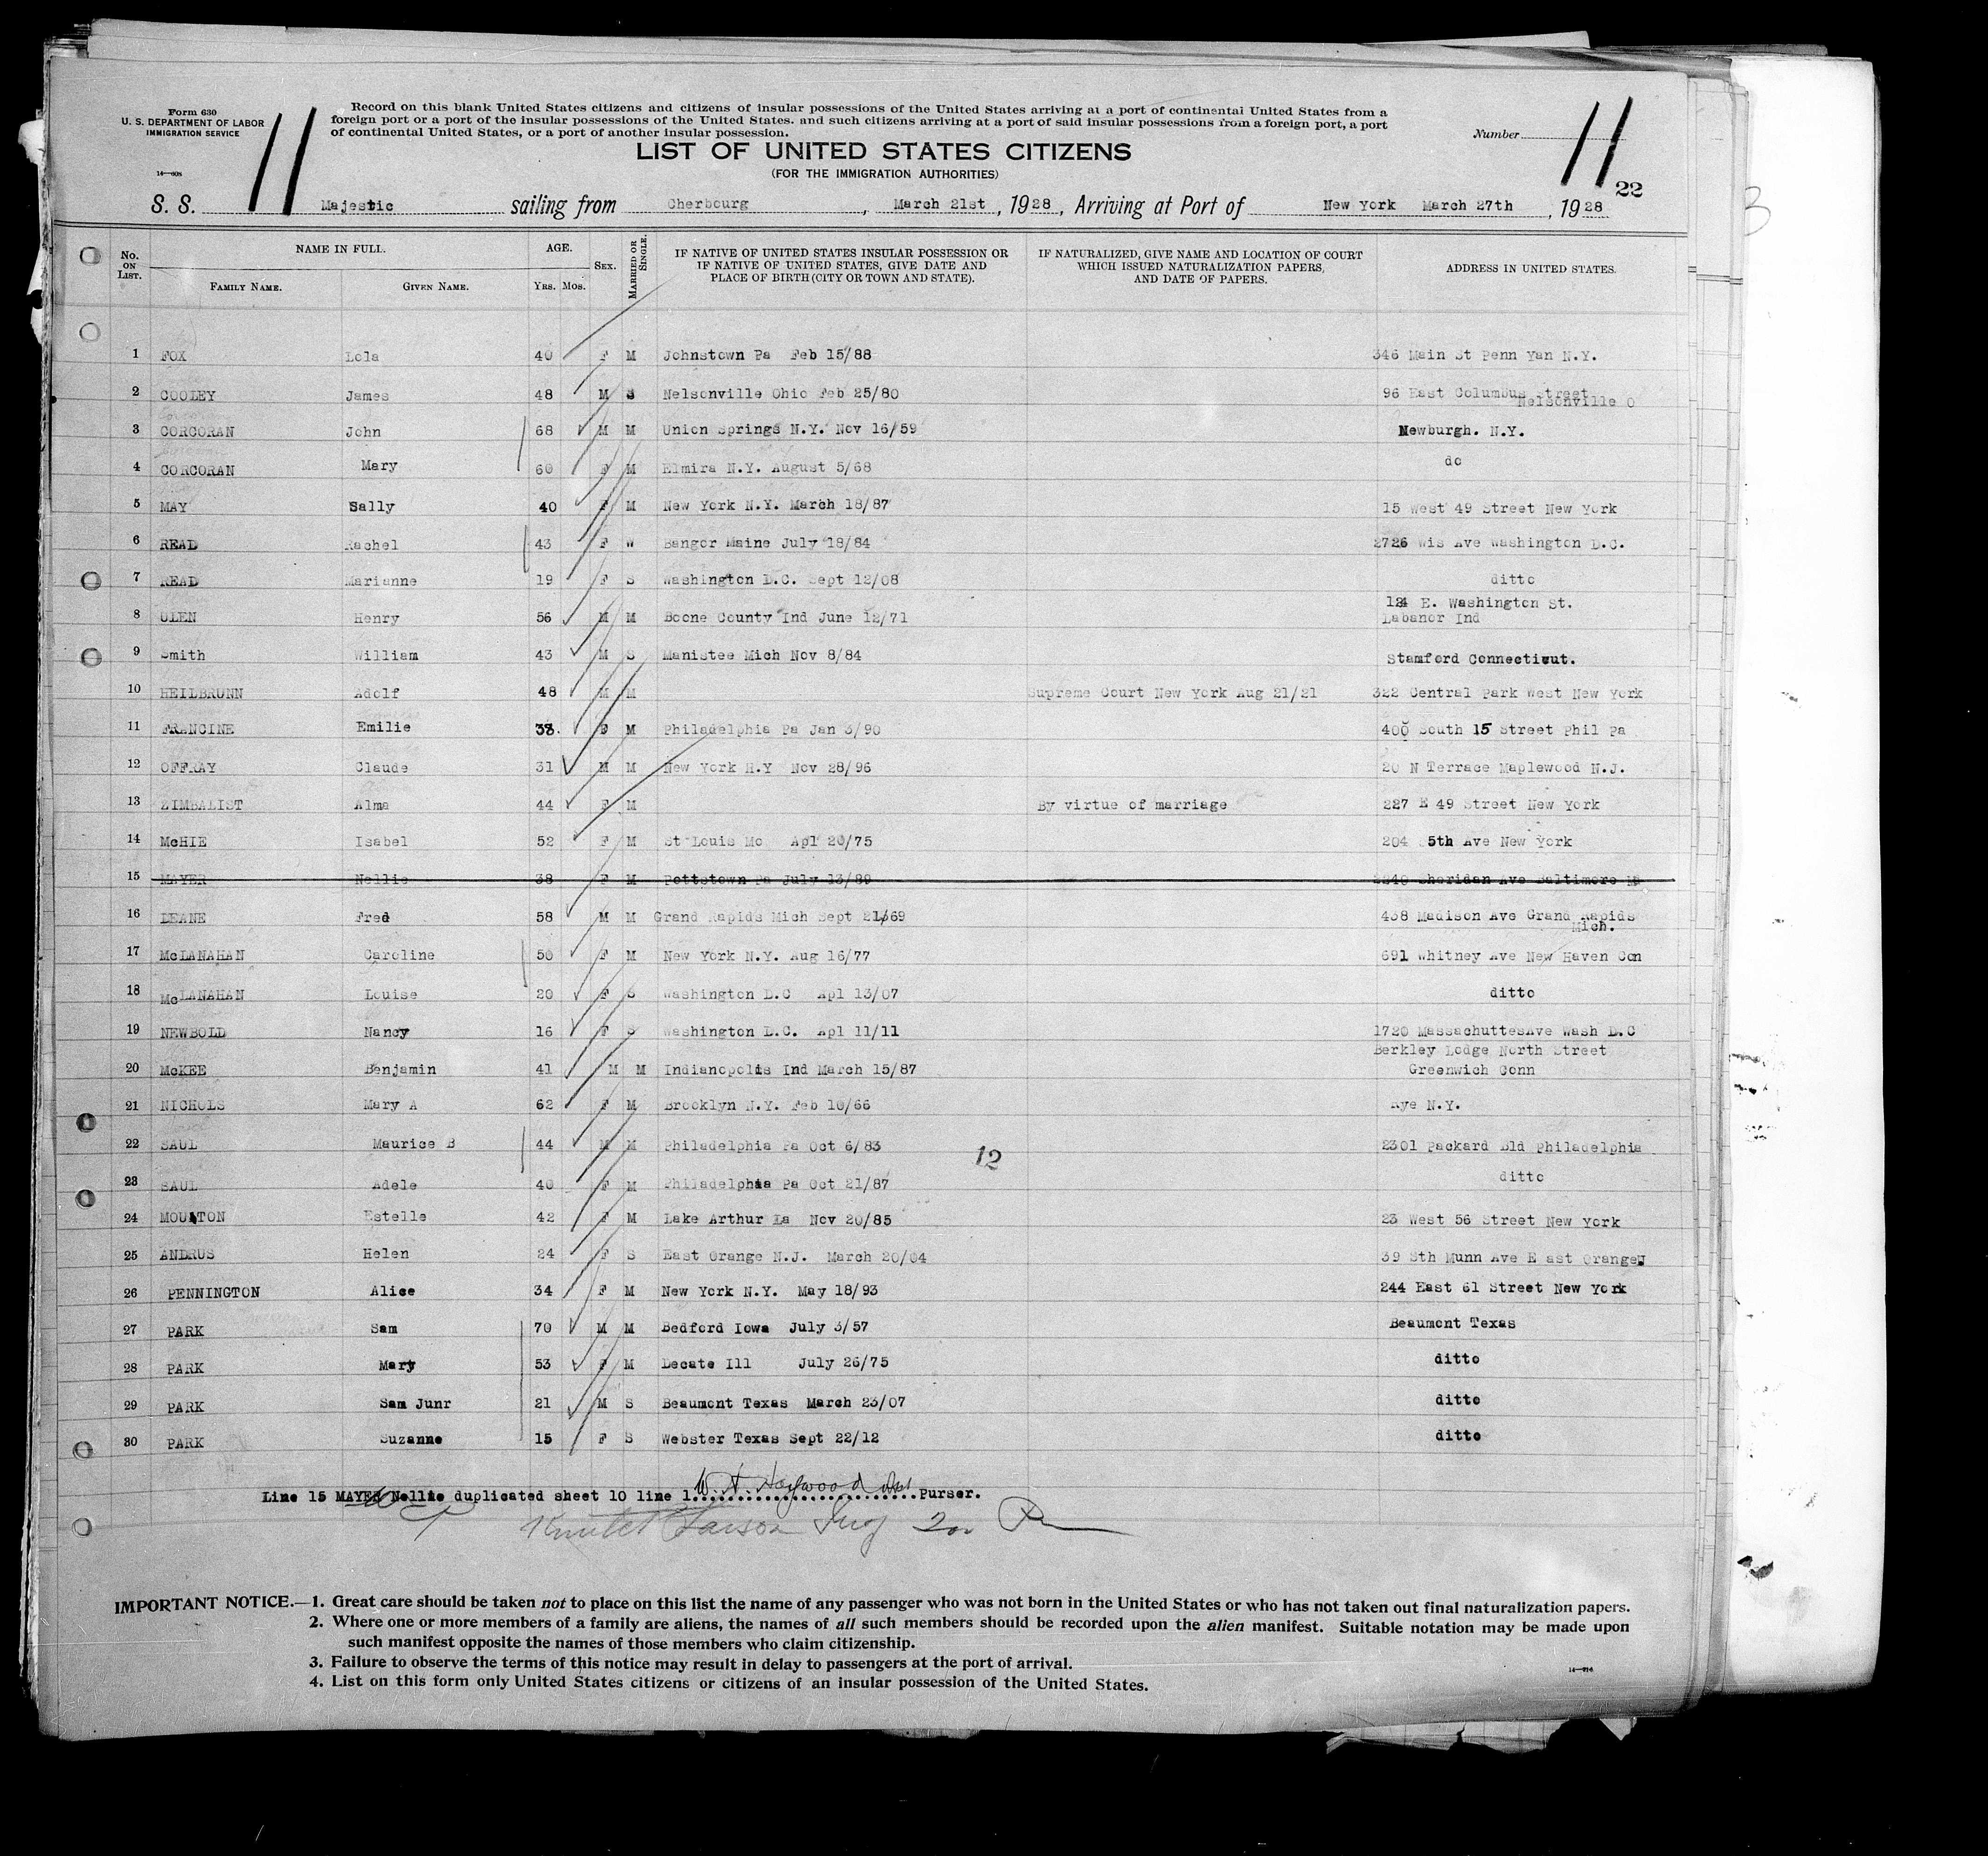 Form 630
U. S. DEPARTMENT OF LABOR
IMMIGRATION SERVICE
14—608
11
Record on this blank United States citizens and citizens of insular possessions of the United States arriving at a port of continental United States from a
foreign port or a port of the insular possessions of the United States. and such citizens arriving at a port of said insular possessions from a foreign port, a port
of continental United States, or a port of another insular possession.
Number
11
22
LIST OF UNITED STATES CITIZENS
(FOR THE IMMIGRATION AUTHORITIES)
S. S. Majestic sailing from Cherbourg, March 21st, 1928, Arriving at Port of New York March 27th, 1928
No. ON LIST. NAME IN FULL. AGE. SEX. MARRIED OR SINGLE. IF NATIVE OF UNITED STATES INSULAR POSSESSION OR IF NATIVE OF UNITED STATES, GIVE DATE AND PLACE OF BIRTH (CITY OR TOWN AND STATE). IF NATURALIZED, GIVE NAME AND LOCATION OF COURT WHICH ISSUED NATURALIZATION PAPERS, AND DATE OF PAPERS. ADDRESS IN UNITED STATES.
FAMILY NAME. GIVEN NAME. YRS. MOS.
1 FOX Lola 40 F M Johnstown Pa Feb 15/88 346 Main St Penn Yan N.Y.
2 COOLEY James 48 M S Nelsonville Ohio Feb 25/80 96 East Columbus Street Nelsonville O
3 CORCORAN John 68 M M Union Springs N.Y. Nov 16/59 Newburgh. N.Y.
4 CORCORAN Mary 60 F M Elmira N.Y. August 5/68 do
5 MAY Sally 40 F M New York N.Y. March 18/87 15 West 49 Street New York
6 READ Rachel 43 F W Bangor Maine July 18/84 2726 Wis Ave Washington D.C.
7 READ Marianne 19 F S Washington D.C. Sept 12/08 ditto
8 ULEN Henry 56 M M Boone County Ind June 12/71 124 E. Washington St. Labanor Ind
9 Smith William 43 M S Manistee Mich Nov 8/84 Stamford Connecticut.
10 HEILBRUNN Adolf 48 M M Supreme Court New York Aug 21/21 322 Central Park West New York
11 FRANCINE Emilie 38. F M Philadelphia Pa Jan 3/90 400 South 15 Street Phil Pa
12 OFFRAY Claude 31 M M New York N.Y Nov 28/96 20 N Terrace Maplewood N.J.
13 ZIMBALIST Alma 44 F M By virtue of marriage 227 E 49 Street New York
14 McHIE Isabel 52 F M St Louis Mo Apl 20/75 204 5th Ave New York
15 MAYER Nellie 38 F M Pottstown Pa July 13/89 Sheridan Ave Baltimore
16 DEANE Fred 58 M M Grand Rapids Mich Sept 21/69 438 Madison Ave Grand Rapids Mich.
17 McLANAHAN Caroline 50 F M New York N.Y. Aug 16/77 691 Whitney Ave New Haven Con
18 McLANAHAN Louise 20 F S Washington D.C Apl 13/07 ditto
19 NEWBOLD Nancy 16 F S Washington D.C. Apl 11/11 1720 MassachuttesAve Wash D.C
20 McKEE Benjamin 41 M M Indianopolis Ind March 15/87 Berkley Lodge North Street Greenwich Conn
21 NICHOLS Mary A 62 F M Brooklyn N.Y. Feb 10/66 Rye N.Y.
22 SAUL Maurice B 44 M M Philadelphia Pa Oct 6/83 2301 Packard Bld Philadelphia
12
23 SAUL Adele 40 F M Philadelphia Pa Oct 21/87 ditto
24 MOULTON Estelle 42 F M Lake Arthur La Nov 20/85 23 West 56 Street New York
25 ANDRUS Helen 24 F S East Orange N.J. March 20/04 39 Sth Munn Ave E ast Orange
26 PENNINGTON Alice 34 F M New York N.Y. May 18/93 244 East 61 Street New York
27 PARK Sam 70 M M Bedford Iowa July 3/57 Beaumont Texas
28 PARK Mary 53 F M Decate Ill July 26/75 ditto
29 PARK Sam Junr 21 M S Beaumont Texas March 23/07 ditto
30 PARK Suzanne 15 F S Webster Texas Sept 22/12 ditto
Line 15 MAYER Nellie duplicated sheet 10 line 1. W. H. Haywood Purser.
IMPORTANT NOTICE.—1. Great care should be taken not to place on this list the name of any passenger who was not born in the United States or who has not taken out final naturalization papers.
2. Where one or more members of a family are aliens, the names of all such members should be recorded upon the alien manifest. Suitable notation may be made upon
such manifest opposite the names of those members who claim citizenship.
3. Failure to observe the terms of this notice may result in delay to passengers at the port of arrival.
4. List on this form only United States citizens or citizens of an insular possession of the United States.